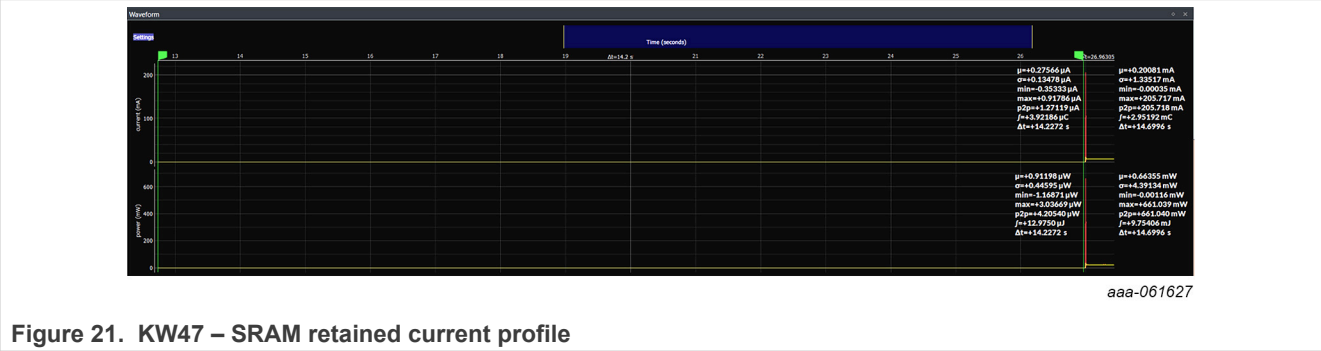 Waveform
Settings
Time (seconds)
13 14 15 16 17 18 19 Δt=14.2 s 21 22 23 24 25 26 t=26.96305
current (mA)
200
100
0
μ=+0.27566 μA
σ=+0.13478 μA
min=-0.35333 μA
max=+0.91786 μA
p2p=+1.27119 μA
∫=+3.92186 μC
Δt=+14.2272 s
μ=+0.20081 mA
σ=+1.33517 mA
min=-0.00035 mA
max=+205.717 mA
p2p=+205.718 mA
∫=+2.95192 mC
Δt=+14.6996 s
power (mW)
600
400
200
0
μ=+0.91198 μW
σ=+0.44595 μW
min=-1.16871 μW
max=+3.03669 μW
p2p=+4.20540 μW
∫=+12.9750 μJ
Δt=+14.2272 s
μ=+0.66355 mW
σ=+4.39134 mW
min=-0.00116 mW
max=+661.039 mW
p2p=+661.040 mW
∫=+9.75406 mJ
Δt=+14.6996 s
aaa-061627
Figure 21. KW47 – SRAM retained current profile